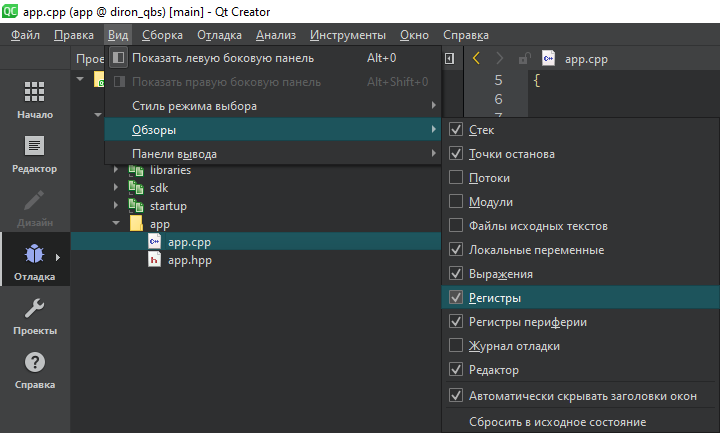 QC app.cpp (app @ diron_qbs) [main] - Qt Creator
Файл Правка Вид Сборка Отладка Анализ Инструменты Окно Справка
Прое
Показать левую боковую панель Alt+0
app.cpp
Показать правую боковую панель Alt+Shift+0
5 {
6
Начало
Стиль режима выбора
Обзоры
Стек
Панели вывода
Точки останова
Редактор
libraries
Потоки
sdk
Модули
startup
Дизайн
app
Файлы исходных текстов
app.cpp
Локальные переменные
app.hpp
Отладка
Выражения
Регистры
Проекты
Регистры периферии
Журнал отладки
Справка
Редактор
Автоматически скрывать заголовки окон
Сбросить в исходное состояние